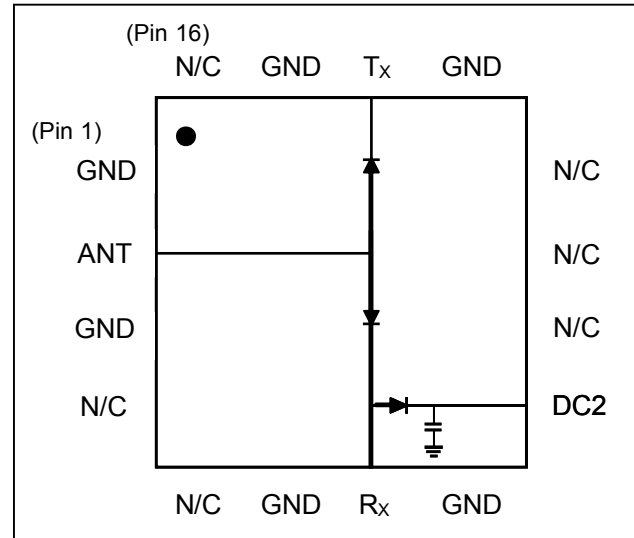 (Pin 16)
N/C GND TX GND
(Pin 1)
GND N/C
ANT N/C
GND N/C
N/C DC2
N/C GND RX GND